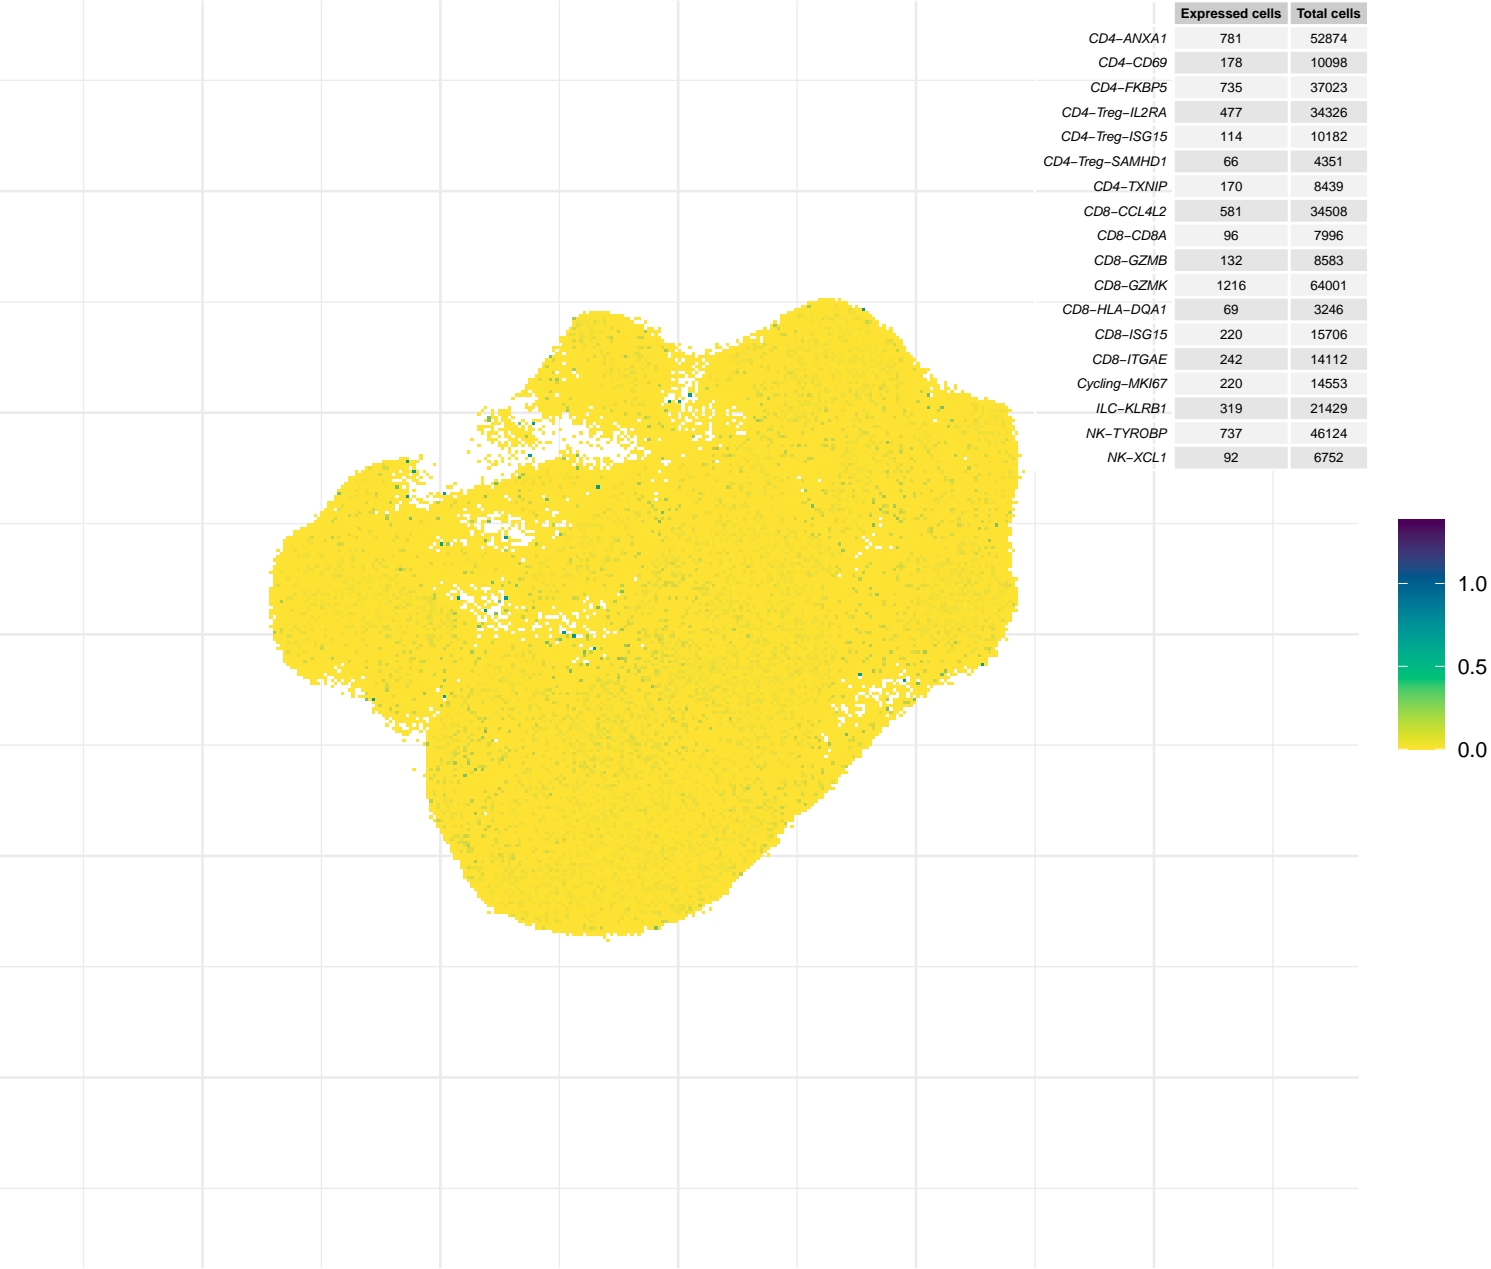 Expressed cells Total cells
CD4−ANXA1 781 52874
CD4−CD69 178 10098
CD4−FKBP5 735 37023
CD4−Treg−IL2RA 477 34326
CD4−Treg−ISG15 114 10182
CD4−Treg−SAMHD1 66 4351
CD4−TXNIP 170 8439
CD8−CCL4L2 581 34508
CD8−CD8A 96 7996
CD8−GZMB 132 8583
CD8−GZMK 1216 64001
CD8−HLA−DQA1 69 3246
CD8−ISG15 220 15706
CD8−ITGAE 242 14112
Cycling−MKI67 220 14553
ILC−KLRB1 319 21429
NK−TYROBP 737 46124
NK−XCL1 92 6752
1.0
0.5
0.0